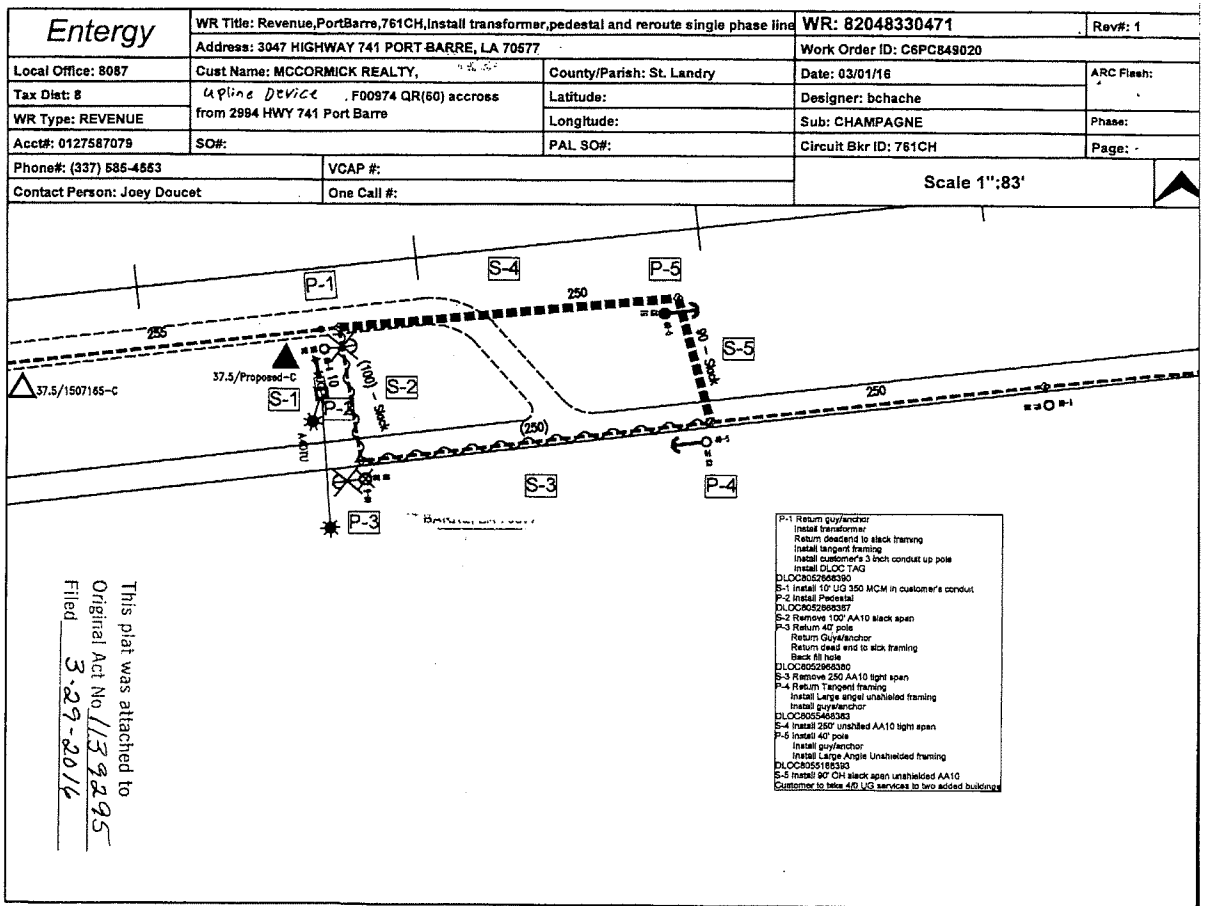 Entergy
WR Title: Revenue,PortBarre,761CH,Install transformer,pedestal and reroute single phase line
WR: 82048330471
Rev#: 1
Address: 3047 HIGHWAY 741 PORT BARRE, LA 70577
Work Order ID: C6PC849020
Local Office: 8087
Cust Name: MCCORMICK REALTY,
County/Parish: St. Landry
Date: 03/01/16
ARC Flash:
Tax Dist: 8
Upline Device , F00974 QR(60) accross
from 2984 HWY 741 Port Barre
Latitude:
Designer: bchache
WR Type: REVENUE
Longitude:
Sub: CHAMPAGNE
Phase:
Acct#: 0127587079
SO#:
PAL SO#:
Circuit Bkr ID: 761CH
Page: -
Phone#: (337) 585-4553
VCAP #:
Scale 1":83'
Contact Person: Joey Doucet
One Call #:
P-1
S-4
P-5
250
255
S-5
90 - Slack
37.5/Proposed-C
37.5/1507165-C
S-1
10
P-2
(100) - Slack
S-2
250
(250)
S-3
P-4
P-3
P-1 Return guy/anchor
Install transformer
Return deadend to slack framing
Install tangent framing
Install customer's 3 inch conduit up pole
Install DLOC TAG
DLOC8052668390
S-1 Install 10' UG 350 MCM in customer's conduit
P-2 Install Pedestal
DLOC8052668387
S-2 Remove 100' AA10 slack span
P-3 Return 40' pole
Return Guys/anchor
Return dead end to slck framing
Back fill hole
DLOC8052968380
S-3 Remove 250 AA10 tight span
P-4 Return Tangent framing
Install Large angel unshielded framing
Install guys/anchor
DLOC8055468383
S-4 Install 250' unshiled AA10 tight span
P-5 Install 40' pole
Install guy/anchor
Install Large Angle Unshielded framing
DLOC8055168393
S-5 Install 90' OH slack span unshielded AA10
Customer to take 4/0 UG services to two added buildings
This plat was attached to
Original Act No. 1139295
Filed 3-29-2016